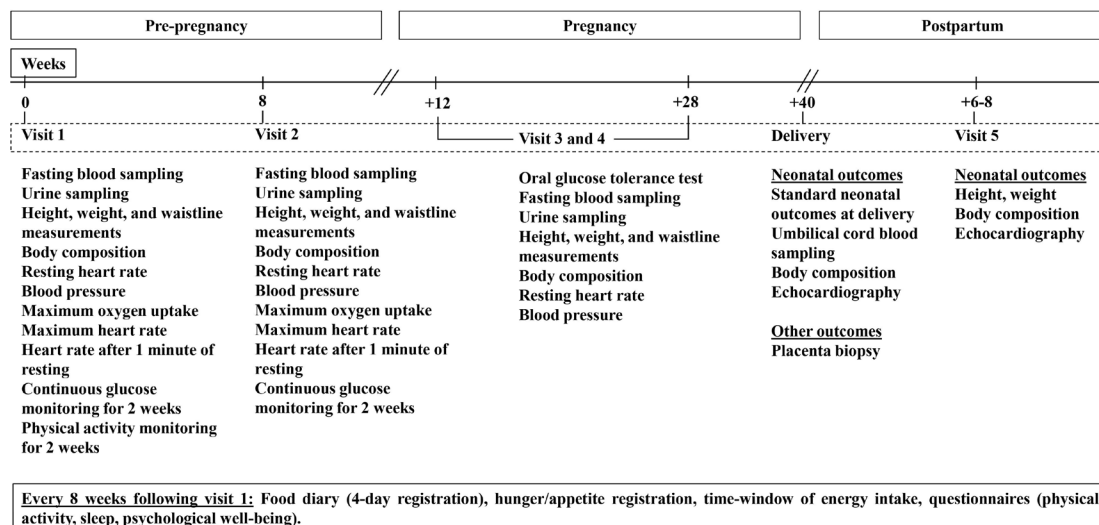 Pre-pregnancy
Pregnancy
Postpartum
Weeks
0
8
+12
+28
+40
+6-8
Visit 1
Visit 2
Visit 3 and 4
Delivery
Visit 5
Fasting blood sampling
Urine sampling
Height, weight, and waistline
measurements
Body composition
Resting heart rate
Blood pressure
Maximum oxygen uptake
Maximum heart rate
Heart rate after 1 minute of
resting
Continuous glucose
monitoring for 2 weeks
Physical activity monitoring
for 2 weeks
Fasting blood sampling
Urine sampling
Height, weight, and waistline
measurements
Body composition
Resting heart rate
Blood pressure
Maximum oxygen uptake
Maximum heart rate
Heart rate after 1 minute of
resting
Continuous glucose
monitoring for 2 weeks
Oral glucose tolerance test
Fasting blood sampling
Urine sampling
Height, weight, and waistline
measurements
Body composition
Resting heart rate
Blood pressure
Neonatal outcomes
Standard neonatal
outcomes at delivery
Umbilical cord blood
sampling
Body composition
Echocardiography
Other outcomes
Placenta biopsy
Neonatal outcomes
Height, weight
Body composition
Echocardiography
Every 8 weeks following visit 1: Food diary (4-day registration), hunger/appetite registration, time-window of energy intake, questionnaires (physical
activity, sleep, psychological well-being).